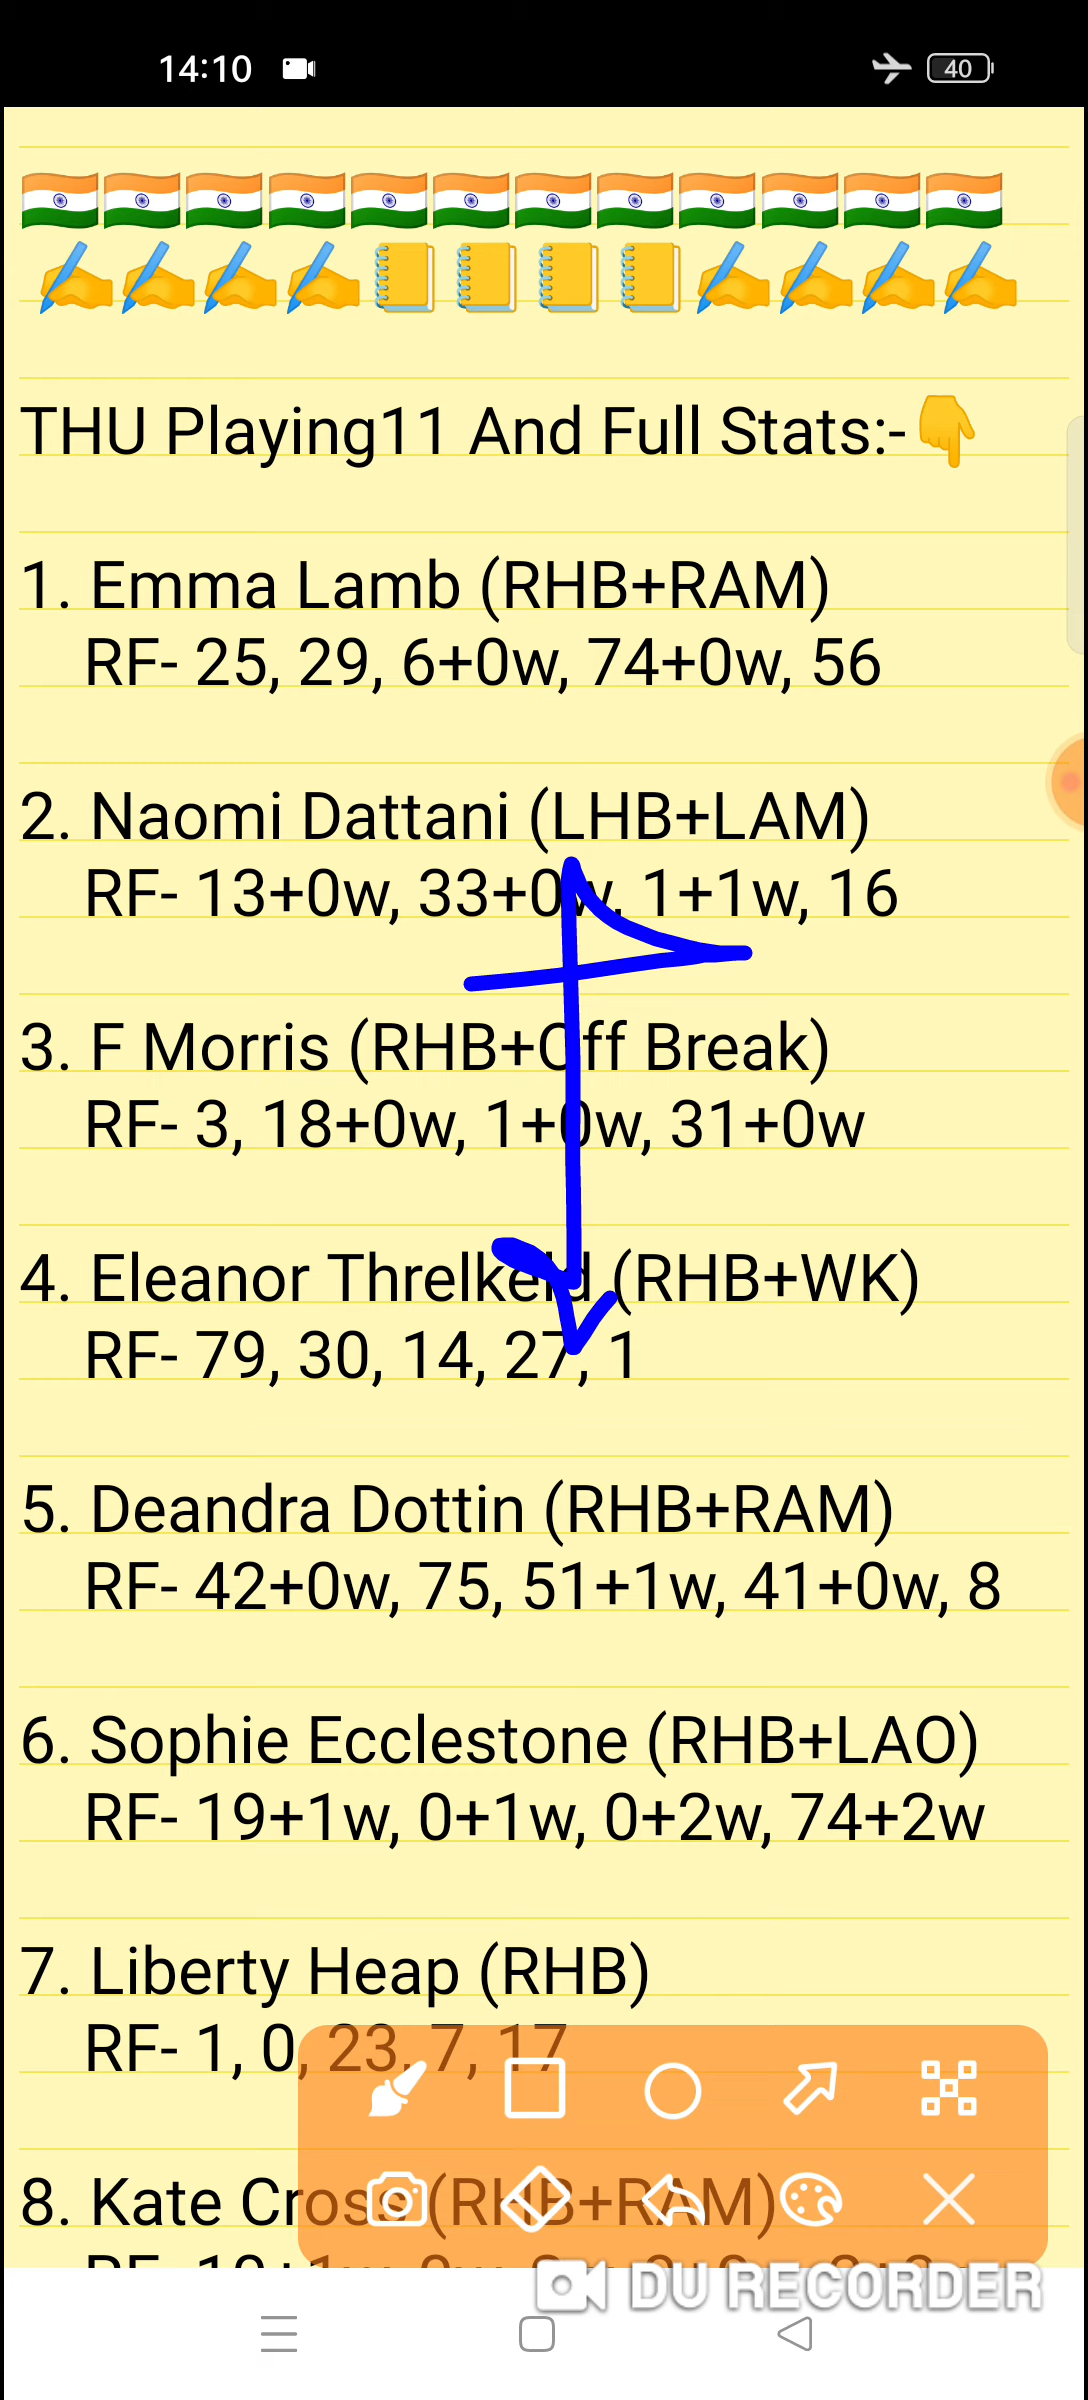 14:10
40
THU Playing11 And Full Stats:-
1. Emma Lamb (RHB+RAM)
RF- 25, 29, 6+0w, 74+0w, 56
2. Naomi Dattani (LHB+LAM)
RF- 13+0w, 33+0w, 1+1w, 16
3. F Morris (RHB+Off Break)
RF- 3, 18+0w, 1+0w, 31+0w
4. Eleanor Threlkeld (RHB+WK)
RF- 79, 30, 14, 27, 1
5. Deandra Dottin (RHB+RAM)
RF- 42+0w, 75, 51+1w, 41+0w, 8
6. Sophie Ecclestone (RHB+LAO)
RF- 19+1w, 0+1w, 0+2w, 74+2w
7. Liberty Heap (RHB)
RF- 1, 0, 23, 7, 17
8. Kate Cross (RHB+RAM)
DU RECORDER